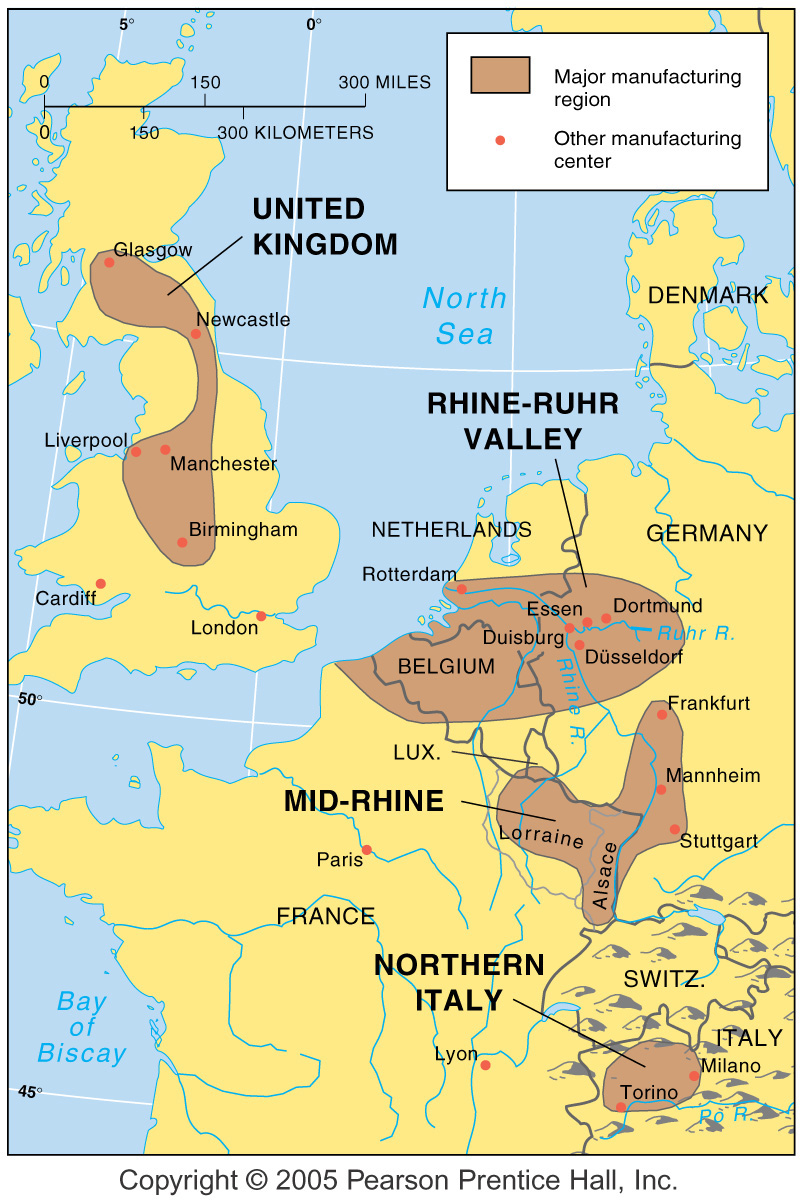 5°
0°
0
150
300 MILES
0
150
300 KILOMETERS
Major manufacturing
region
Other manufacturing
center
UNITED
KINGDOM
Glasgow
Newcastle
North
Sea
DENMARK
RHINE-RUHR
VALLEY
Liverpool
Manchester
Birmingham
NETHERLANDS
GERMANY
Rotterdam
Cardiff
London
Essen
Dortmund
Duisburg
Ruhr R.
Düsseldorf
BELGIUM
Rhine R.
50°
Frankfurt
LUX.
Mannheim
MID-RHINE
Lorraine
Stuttgart
Paris
Alsace
FRANCE
NORTHERN
ITALY
SWITZ.
Bay
of
Biscay
ITALY
Lyon
Milano
45°
Torino
Po R.
Copyright © 2005 Pearson Prentice Hall, Inc.